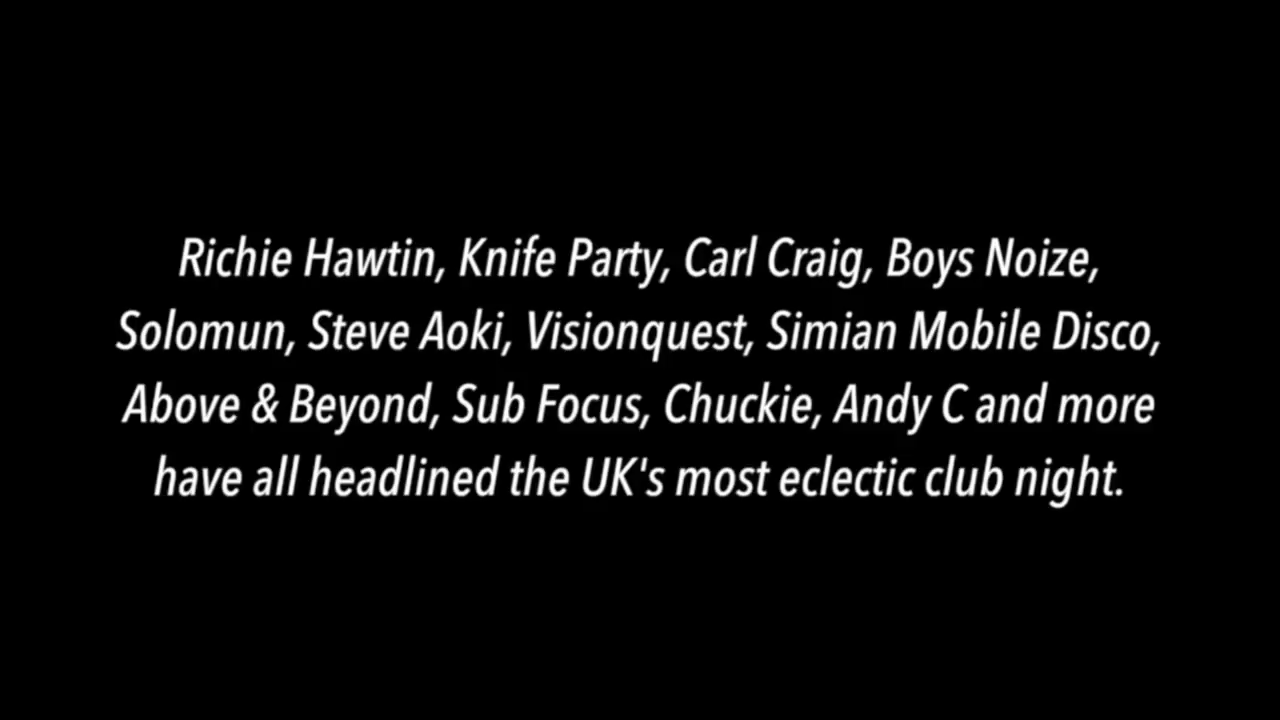 Richie Hawtin, Knife Party, Carl Craig, Boys Noize,
Solomun, Steve Aoki, Visionquest, Simian Mobile Disco,
Above & Beyond, Sub Focus, Chuckie, Andy C and more
have all headlined the UK's most eclectic club night.